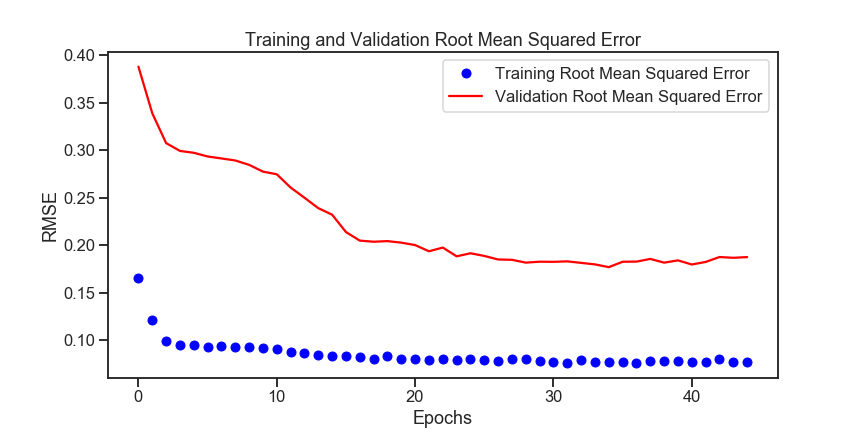 Training and Validation Root Mean Squared Error
Training Root Mean Squared Error
Validation Root Mean Squared Error
RMSE
0.40
0.35
0.30
0.25
0.20
0.15
0.10
0 10 20 30 40
Epochs